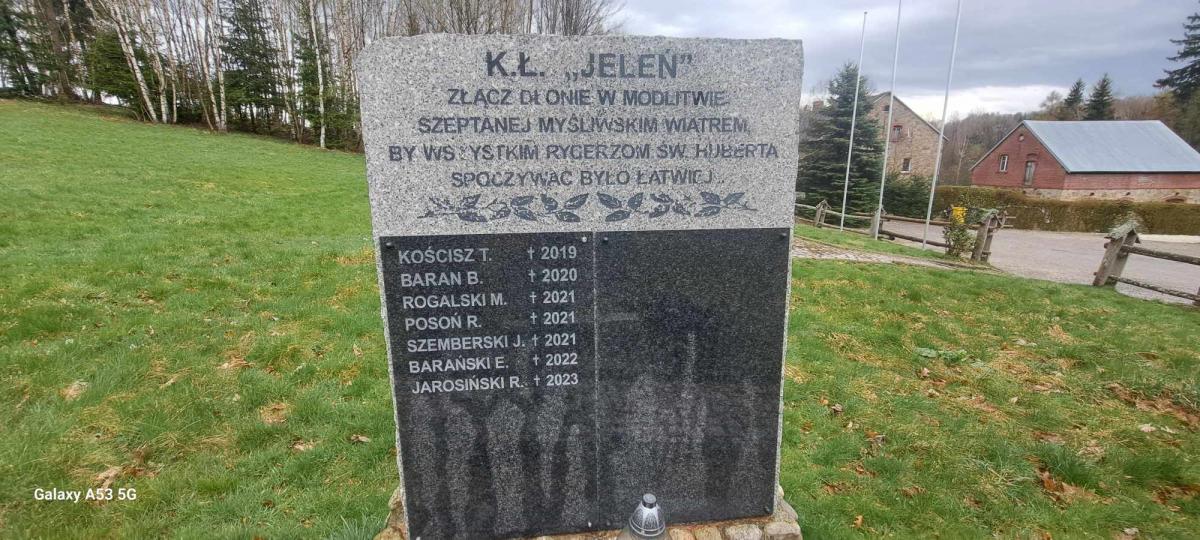 K.Ł. „JELEŃ”
ZŁĄCZ DŁONIE W MODLITWIE,
SZEPTANEJ MYŚLIWSKIM WIATREM,
BY WSZYSTKIM RYCERZOM ŚW. HUBERTA
SPOCZYWAĆ BYŁO ŁATWIEJ...
KOŚCISZ T. † 2019
BARAN B. † 2020
ROGALSKI M. † 2021
POSOŃ R. † 2021
SZEMBERSKI J. † 2021
BARAŃSKI E. † 2022
JAROSIŃSKI R. † 2023
Galaxy A53 5G